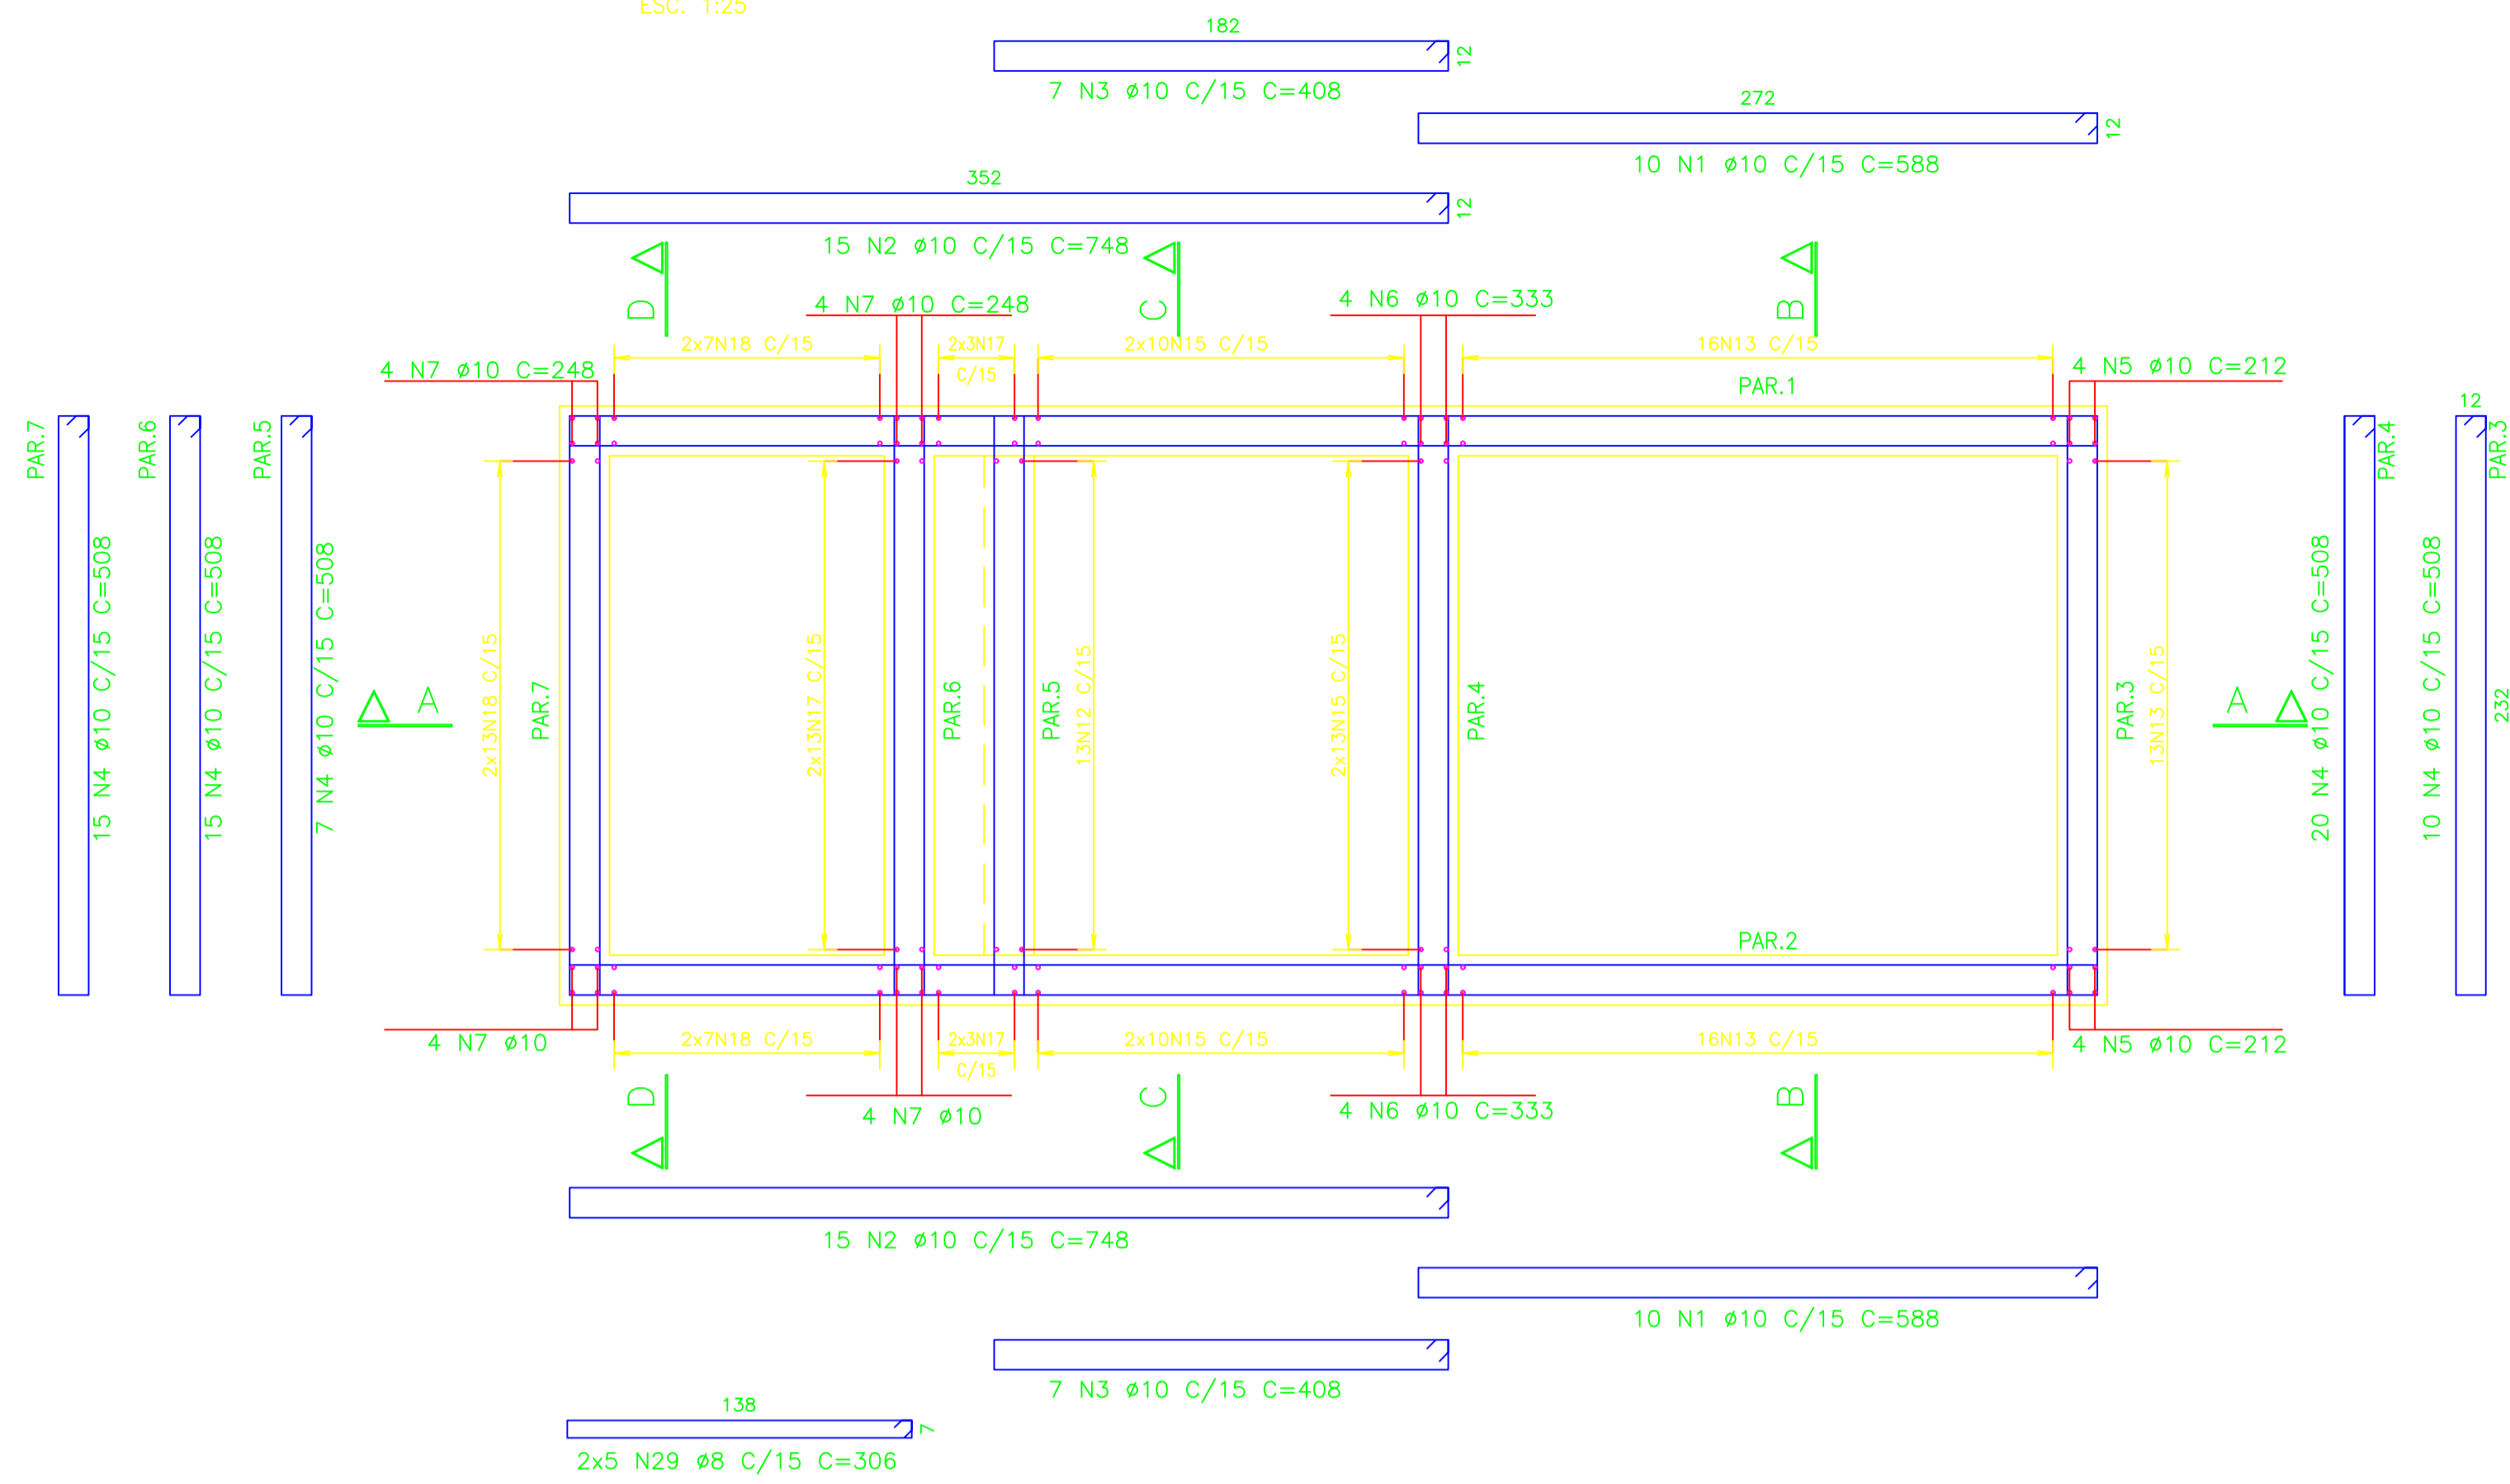 ESC. 1:25
182
12
7 N3 ø10 C/15 C=408
272
12
10 N1 ø10 C/15 C=588
352
12
15 N2 ø10 C/15 C=748
D
C
B
4 N7 ø10 C=248
4 N6 ø10 C=333
2x7N18 C/15
2x3N17
C/15
2x10N15 C/15
16N13 C/15
4 N7 ø10 C=248
4 N5 ø10 C=212
PAR.1
12
PAR.7
PAR.6
PAR.5
PAR.4
PAR.3
15 N4 ø10 C/15 C=508
15 N4 ø10 C/15 C=508
7 N4 ø10 C/15 C=508
A
2x13N18 C/15
PAR.7
2x13N17 C/15
PAR.6
PAR.5
13N12 C/15
2x13N15 C/15
PAR.4
PAR.3
13N13 C/15
A
20 N4 ø10 C/15 C=508
10 N4 ø10 C/15 C=508
232
PAR.2
4 N7 ø10
2x7N18 C/15
2x3N17
C/15
2x10N15 C/15
16N13 C/15
4 N5 ø10 C=212
D
C
B
4 N7 ø10
4 N6 ø10 C=333
15 N2 ø10 C/15 C=748
10 N1 ø10 C/15 C=588
7 N3 ø10 C/15 C=408
138
7
2x5 N29 ø8 C/15 C=306